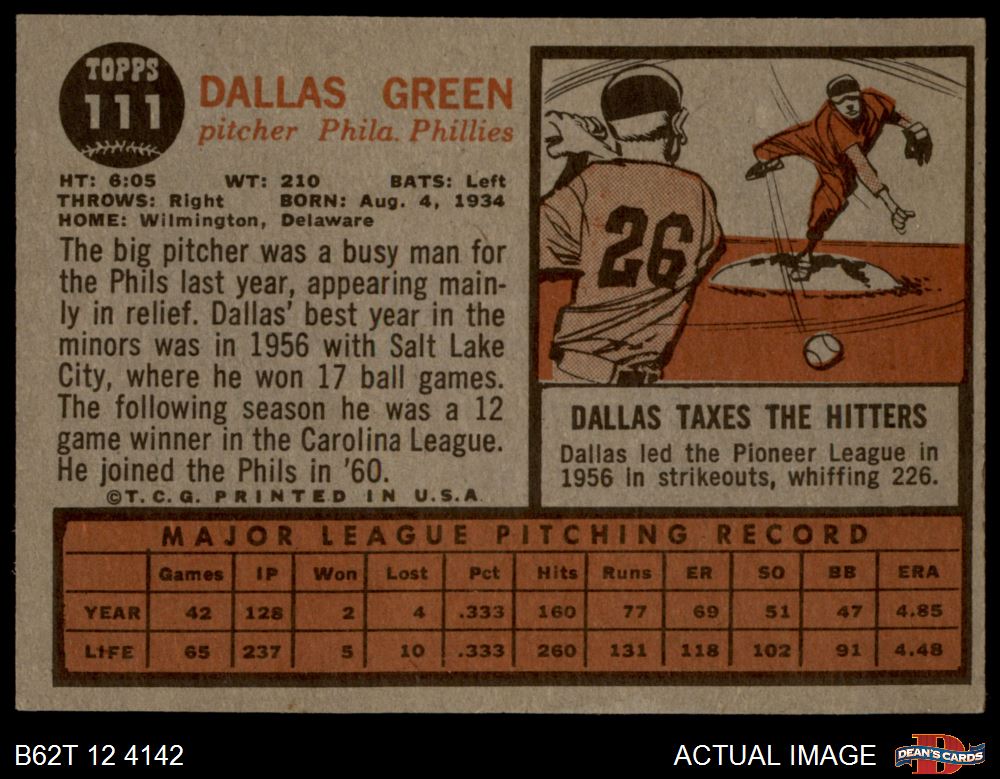 TOPPS
111
DALLAS GREEN
pitcher Phila. Phillies
HT: 6:05 WT: 210 BATS: Left
THROWS: Right BORN: Aug. 4, 1934
HOME: Wilmington, Delaware
The big pitcher was a busy man for
the Phils last year, appearing main-
ly in relief. Dallas' best year in the
minors was in 1956 with Salt Lake
City, where he won 17 ball games.
The following season he was a 12
game winner in the Carolina League.
He joined the Phils in '60.
©T.C.G. PRINTED IN U.S.A.
26
DALLAS TAXES THE HITTERS
Dallas led the Pioneer League in
1956 in strikeouts, whiffing 226.
MAJOR LEAGUE PITCHING RECORD
Games IP Won Lost Pct Hits Runs ER SO BB ERA
YEAR 42 128 2 4 .333 160 77 69 51 47 4.85
LIFE 65 237 5 10 .333 260 131 118 102 91 4.48
B62T 12 4142
ACTUAL IMAGE
D
DEAN'S CARDS